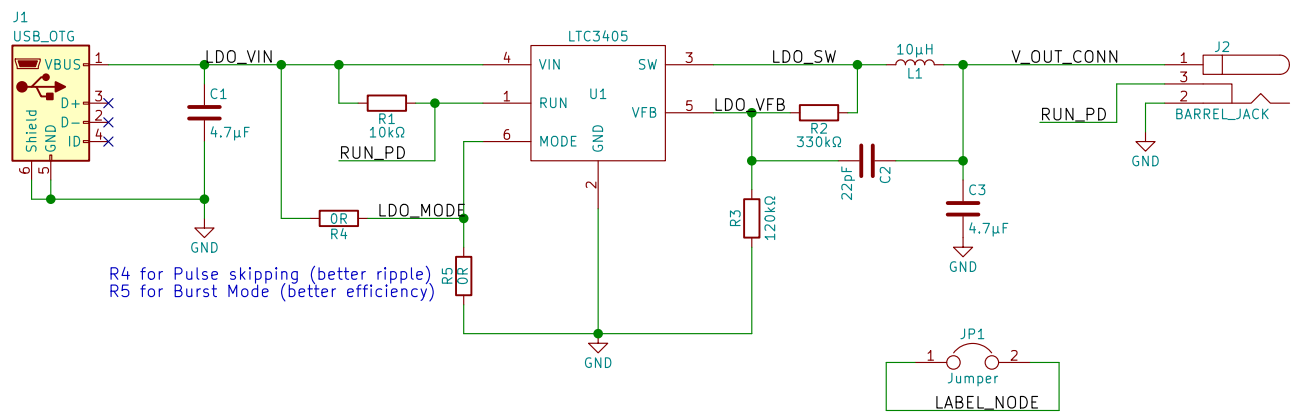 J1
USB_OTG
VBUS 1
D+ 3
D- 2
ID 4
Shield
GND
6
5
LDO_VIN
C1
4.7µF
GND
R1
10kΩ
RUN_PD
LTC3405
4 VIN
1 RUN
6 MODE
U1
GND
2
SW 3
VFB 5
LDO_SW
LDO_VFB
R2
330kΩ
10µH
L1
V_OUT_CONN
J2
1
3
2
BARREL_JACK
RUN_PD
GND
22pF
C2
R3
120kΩ
C3
4.7µF
GND
LDO_MODE
0R
R4
R5
0R
R4 for Pulse skipping (better ripple)
R5 for Burst Mode (better efficiency)
GND
JP1
1 2
Jumper
LABEL_NODE